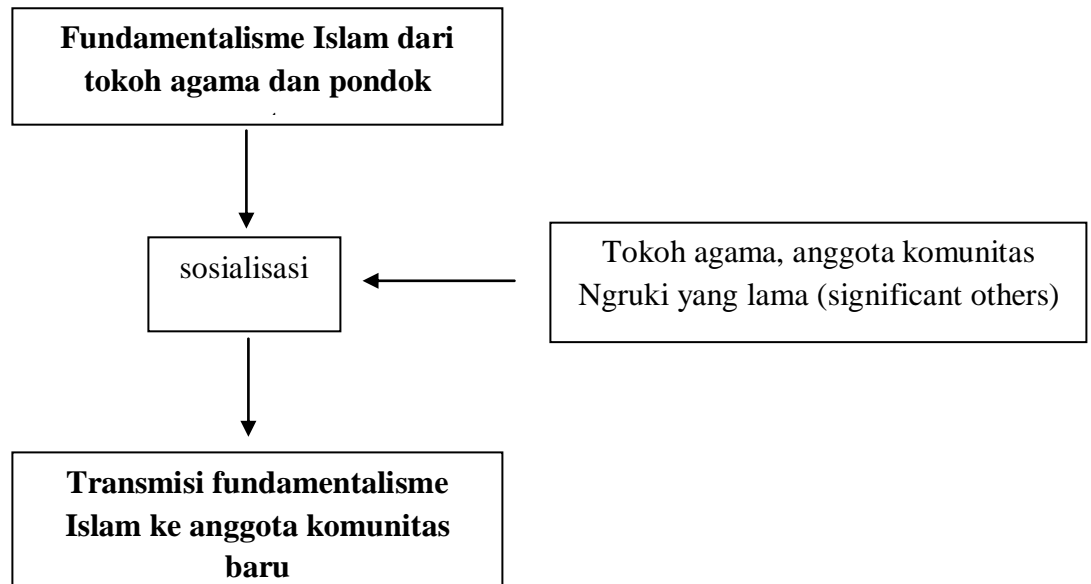 Fundamentalisme Islam dari
tokoh agama dan pondok
sosialisasi
Tokoh agama, anggota komunitas
Ngruki yang lama (significant others)
Transmisi fundamentalisme
Islam ke anggota komunitas
baru